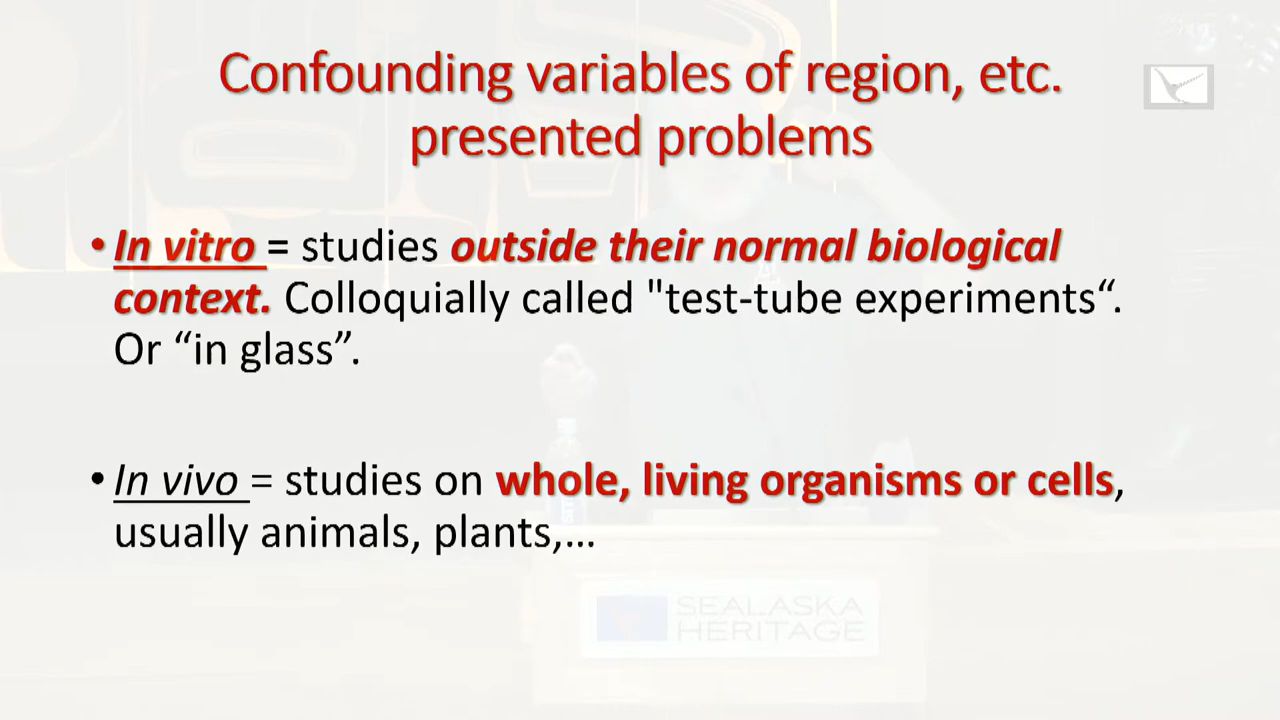 Confounding variables of region, etc.
presented problems
• In vitro = studies outside their normal biological
context. Colloquially called "test-tube experiments“.
Or “in glass”.
• In vivo = studies on whole, living organisms or cells,
usually animals, plants,...
SEALASKA
HERITAGE